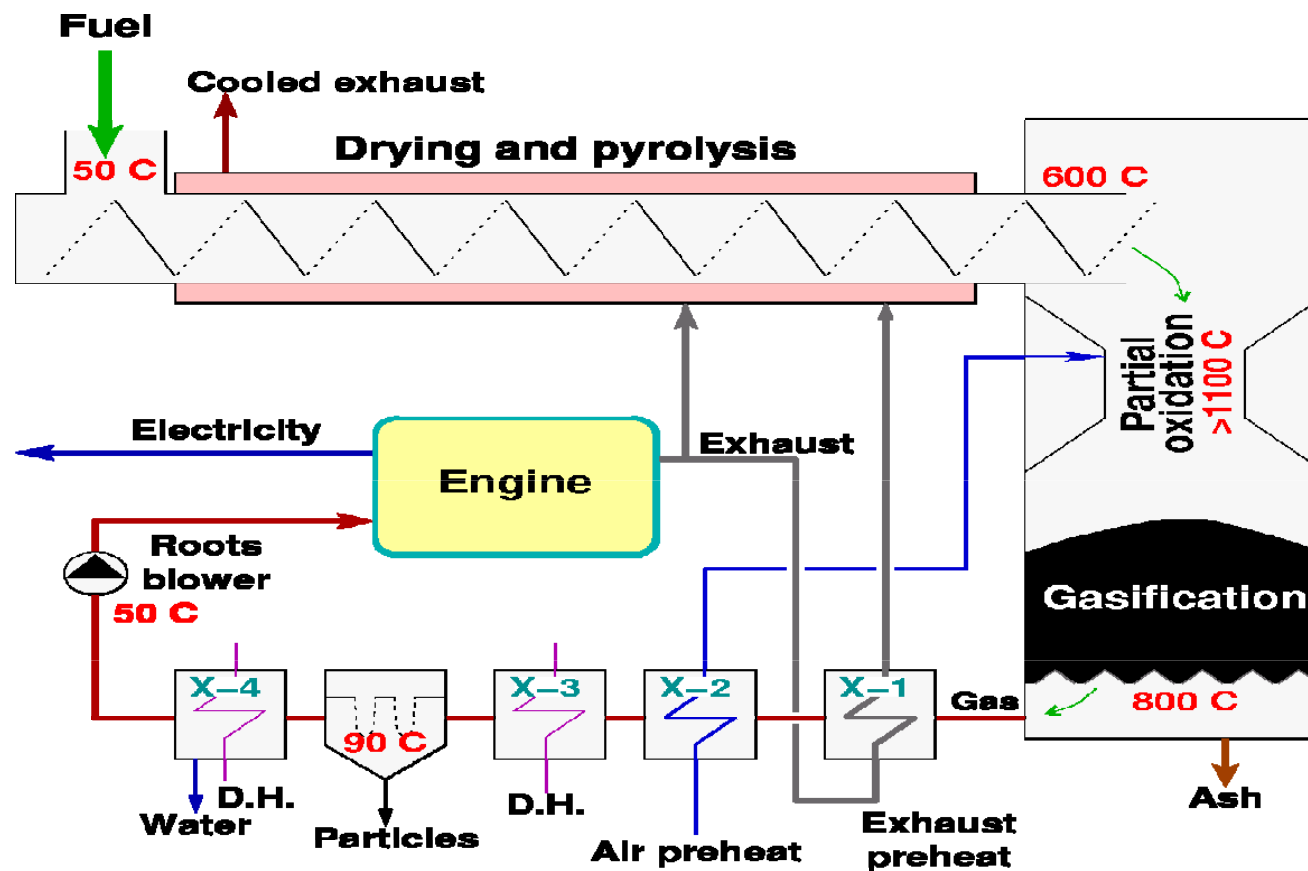 Fuel
Cooled exhaust
Drying and pyrolysis
50 C
600 C
Partial
oxidation
>1100 C
Electricity
Exhaust
Engine
Roots
blower
50 C
Gasification
X-4
X-3
X-2
X-1
Gas
800 C
90 C
D.H.
Water
Particles
D.H.
Air preheat
Exhaust
preheat
Ash